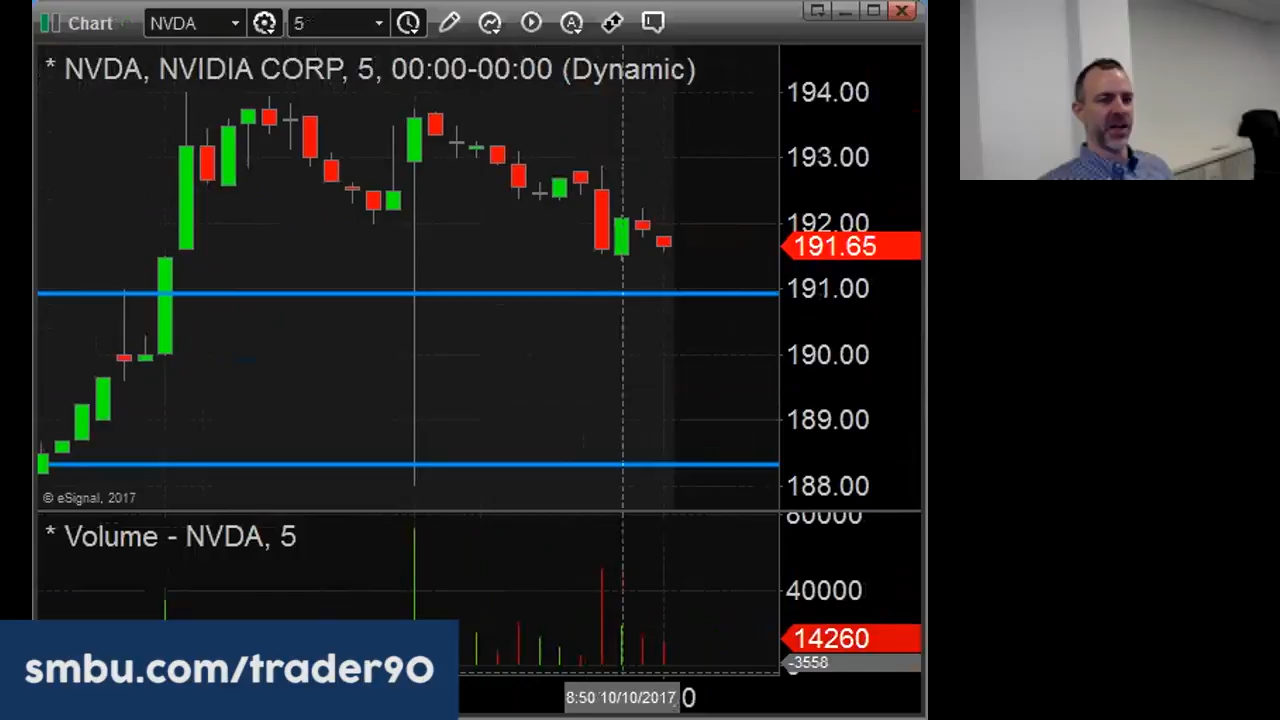 Chart NVDA 5
* NVDA, NVIDIA CORP, 5, 00:00-00:00 (Dynamic)
194.00
193.00
192.00
191.65
191.00
190.00
189.00
188.00
© eSignal, 2017
* Volume - NVDA, 5
80000
40000
14260
-3558
8:50 10/10/2017
0
smbu.com/trader90